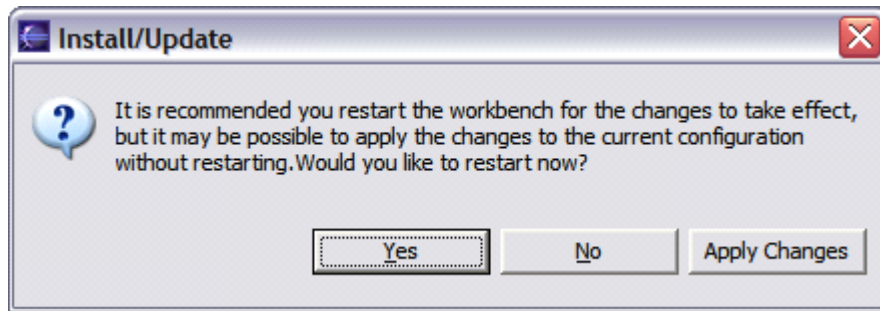 Install/Update
It is recommended you restart the workbench for the changes to take effect,
but it may be possible to apply the changes to the current configuration
without restarting.Would you like to restart now?
Yes
No
Apply Changes